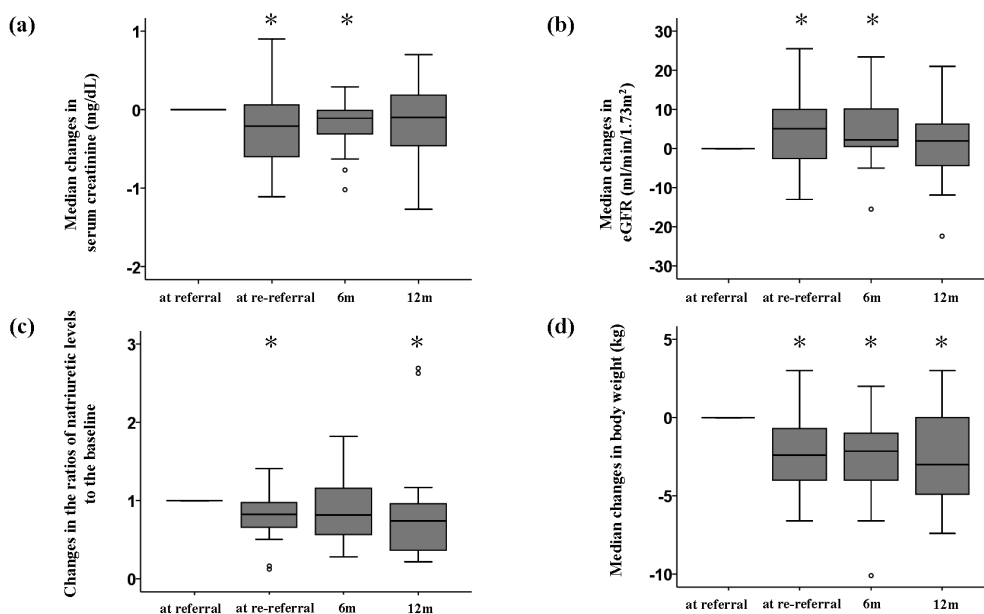 (a)
Median changes in
serum creatinine (mg/dL)
1
0
-1
-2
*
*
at referral
at re-referral
6m
12m
(b)
Median changes in
eGFR (ml/min/1.73m²)
30
20
10
0
-10
-20
-30
*
*
at referral
at re-referral
6m
12m
(c)
Changes in the ratios of natriuretic levels
to the baseline
3
2
1
0
*
*
at referral
at re-referral
6m
12m
(d)
Median changes in body weight (kg)
5
0
-5
-10
*
*
*
at referral
at re-referral
6m
12m